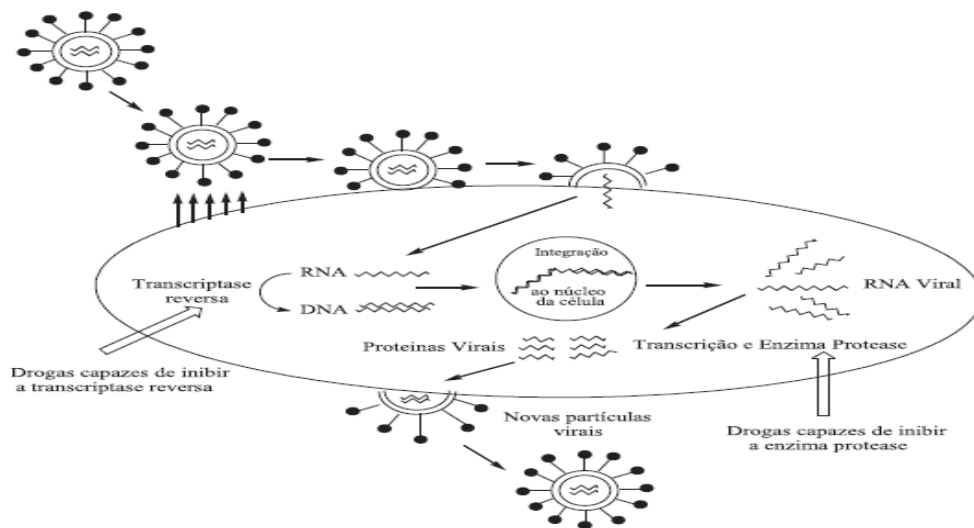 Transcriptase
reversa
RNA
DNA
Integração
ao núcleo
da célula
RNA Viral
Proteínas Virais
Transcrição e Enzima Protease
Drogas capazes de inibir
a transcriptase reversa
Novas partículas
virais
Drogas capazes de inibir
a enzima protease